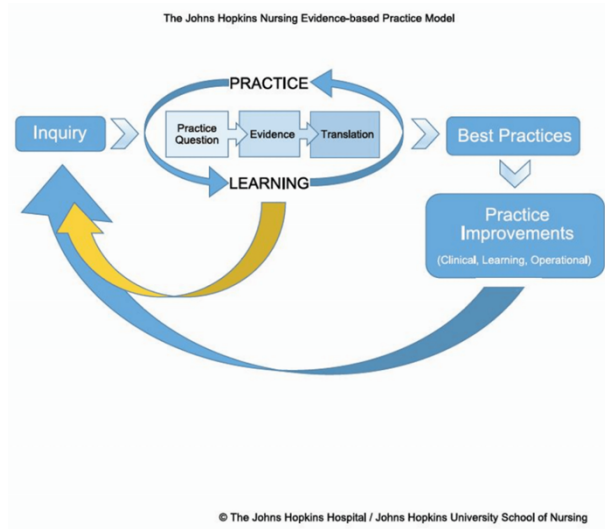 The Johns Hopkins Nursing Evidence-based Practice Model
PRACTICE
Inquiry
Practice
Question
Evidence
Translation
LEARNING
Best Practices
Practice
Improvements
(Clinical, Learning, Operational)
© The Johns Hopkins Hospital / Johns Hopkins University School of Nursing